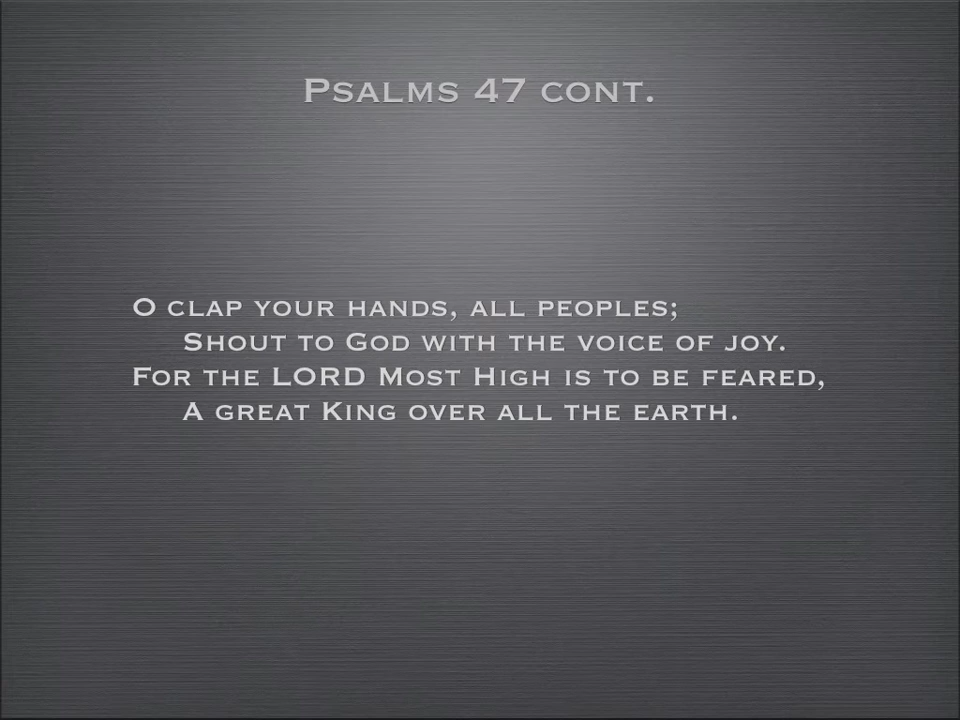 Psalms 47 cont.
O clap your hands, all peoples;
Shout to God with the voice of joy.
For the LORD Most High is to be feared,
A great King over all the earth.